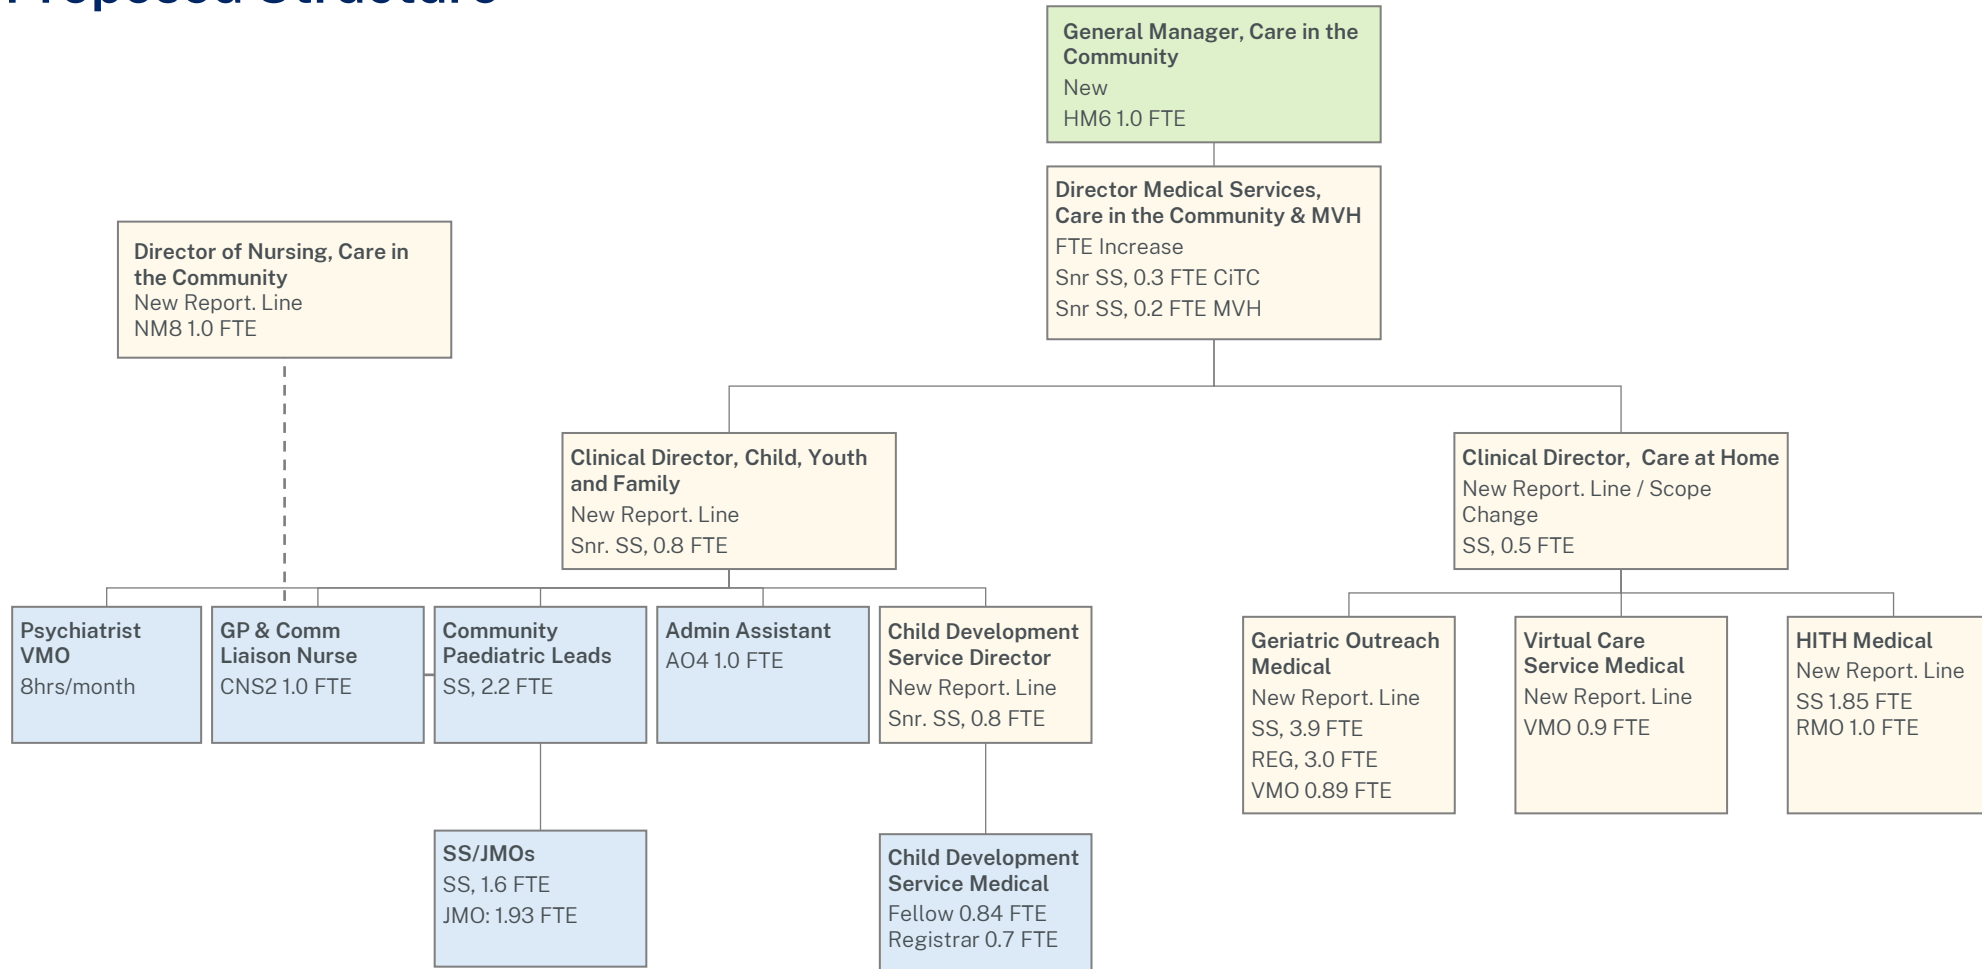 Proposed Structure
General Manager, Care in the
Community
New
HM6 1.0 FTE
Director Medical Services,
Care in the Community & MVH
FTE Increase
Snr SS, 0.3 FTE CiTC
Snr SS, 0.2 FTE MVH
Director of Nursing, Care in
the Community
New Report. Line
NM8 1.0 FTE
Clinical Director, Child, Youth
and Family
New Report. Line
Snr. SS, 0.8 FTE
Clinical Director,  Care at Home
New Report. Line / Scope
Change
SS, 0.5 FTE
Psychiatrist
VMO
8hrs/month
GP & Comm
Liaison Nurse
CNS2 1.0 FTE
Community
Paediatric Leads
SS, 2.2 FTE
Admin Assistant
AO4 1.0 FTE
Child Development
Service Director
New Report. Line
Snr. SS, 0.8 FTE
Geriatric Outreach
Medical
New Report. Line
SS, 3.9 FTE
REG, 3.0 FTE
VMO 0.89 FTE
Virtual Care
Service Medical
New Report. Line
VMO 0.9 FTE
HITH Medical
New Report. Line
SS 1.85 FTE
RMO 1.0 FTE
SS/JMOs
SS, 1.6 FTE
JMO: 1.93 FTE
Child Development
Service Medical
Fellow 0.84 FTE
Registrar 0.7 FTE